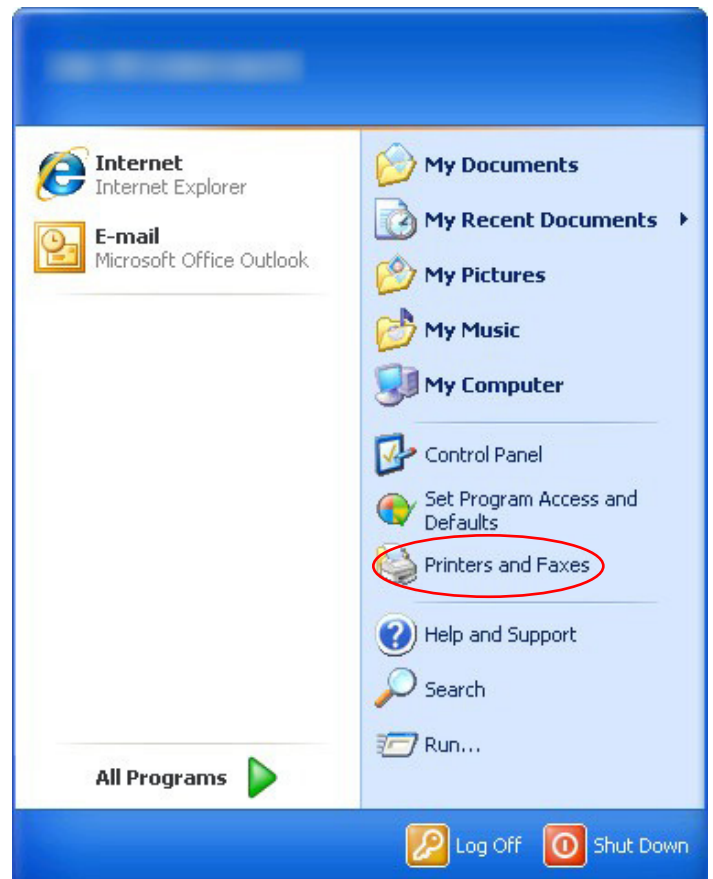 Internet
Internet Explorer
E-mail
Microsoft Office Outlook
All Programs
My Documents
My Recent Documents
My Pictures
My Music
My Computer
Control Panel
Set Program Access and
Defaults
Printers and Faxes
Help and Support
Search
Run...
Log Off
Shut Down